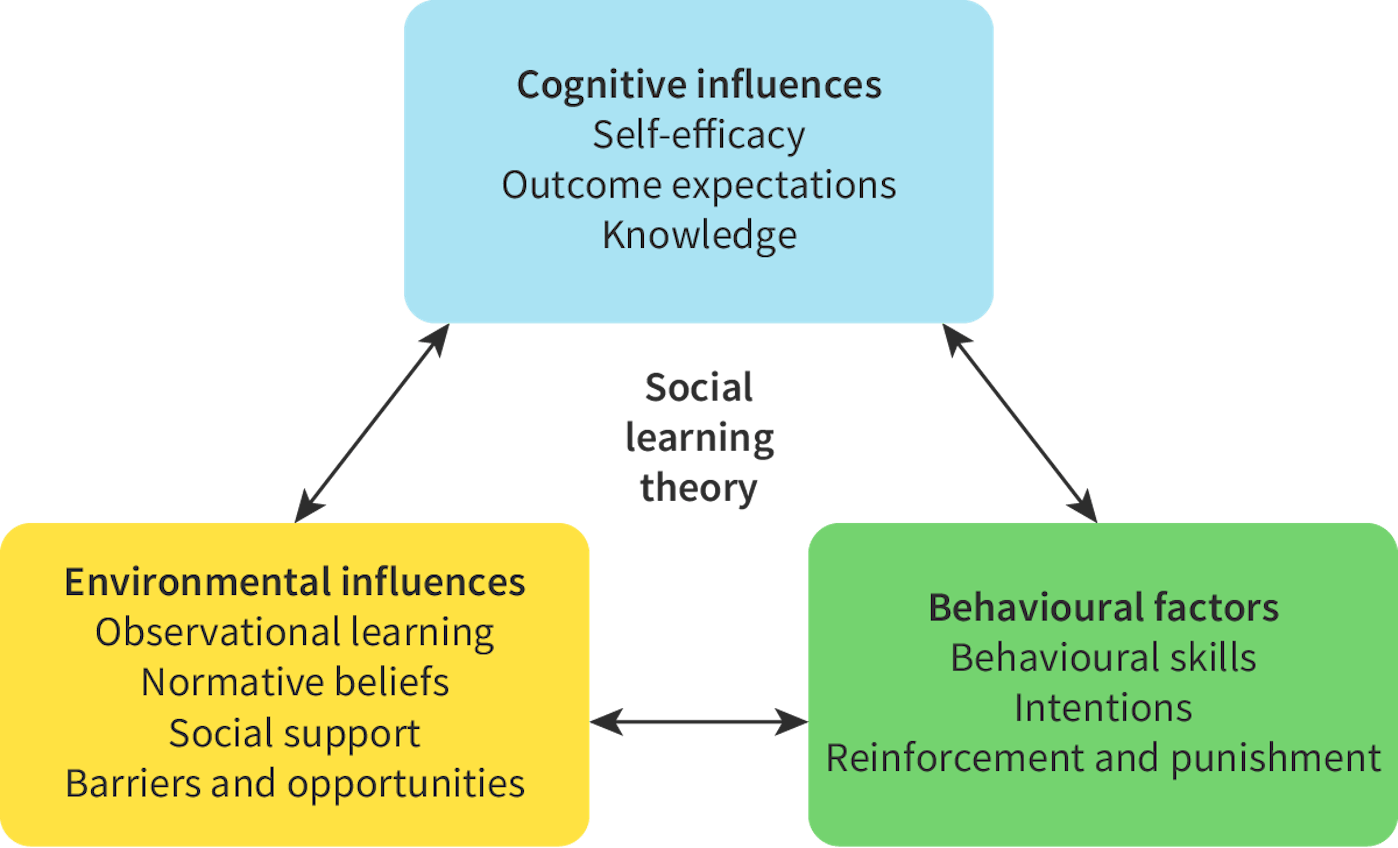 Cognitive influences
Self-efficacy
Outcome expectations
Knowledge
Social
learning
theory
Environmental influences
Observational learning
Normative beliefs
Social support
Barriers and opportunities
Behavioural factors
Behavioural skills
Intentions
Reinforcement and punishment